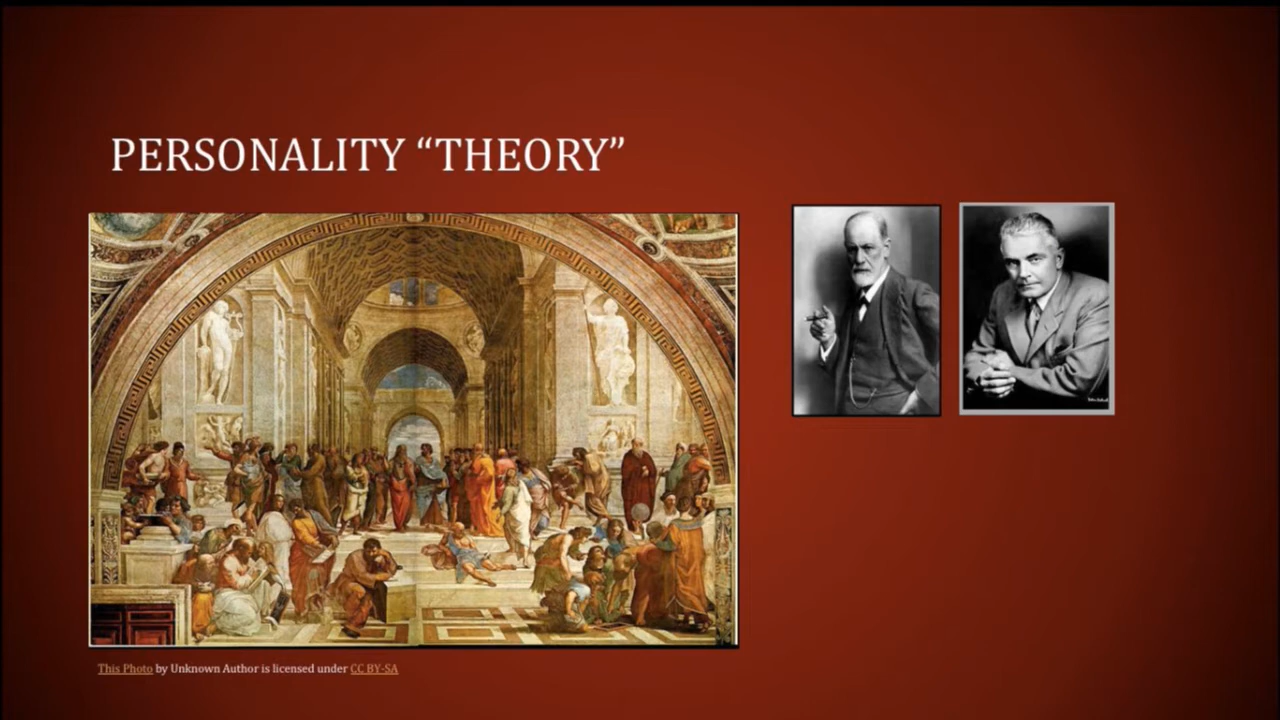 PERSONALITY “THEORY”
This Photo by Unknown Author is licensed under CC BY-SA